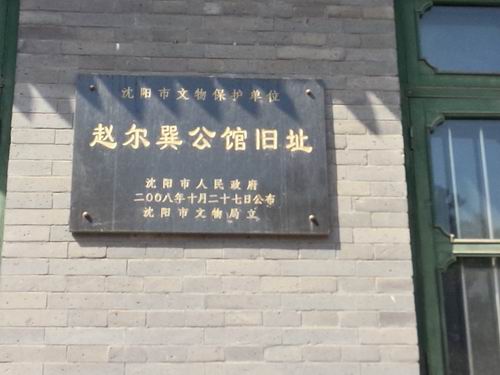 沈阳市文物保护单位
赵尔巽公馆旧址
沈阳市人民政府
二00八年十月二十七日公布
沈阳市文物局立